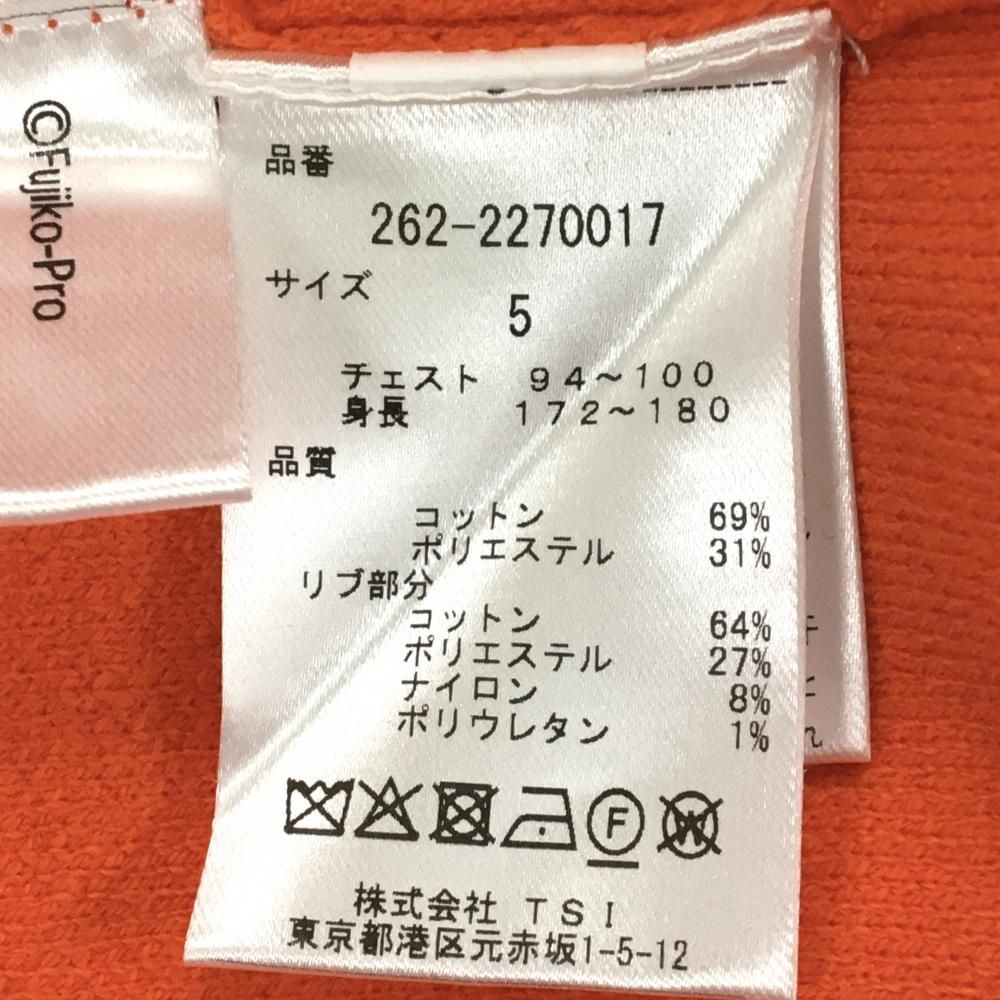 ©Fujiko-Pro
品番
262-2270017
サイズ
5
チェスト 94～100
身長 172～180
品質
コットン 69%
ポリエステル 31%
リブ部分
コットン 64%
ポリエステル 27%
ナイロン 8%
ポリウレタン 1%
F
W
株式会社 TSI
東京都港区元赤坂1-5-12